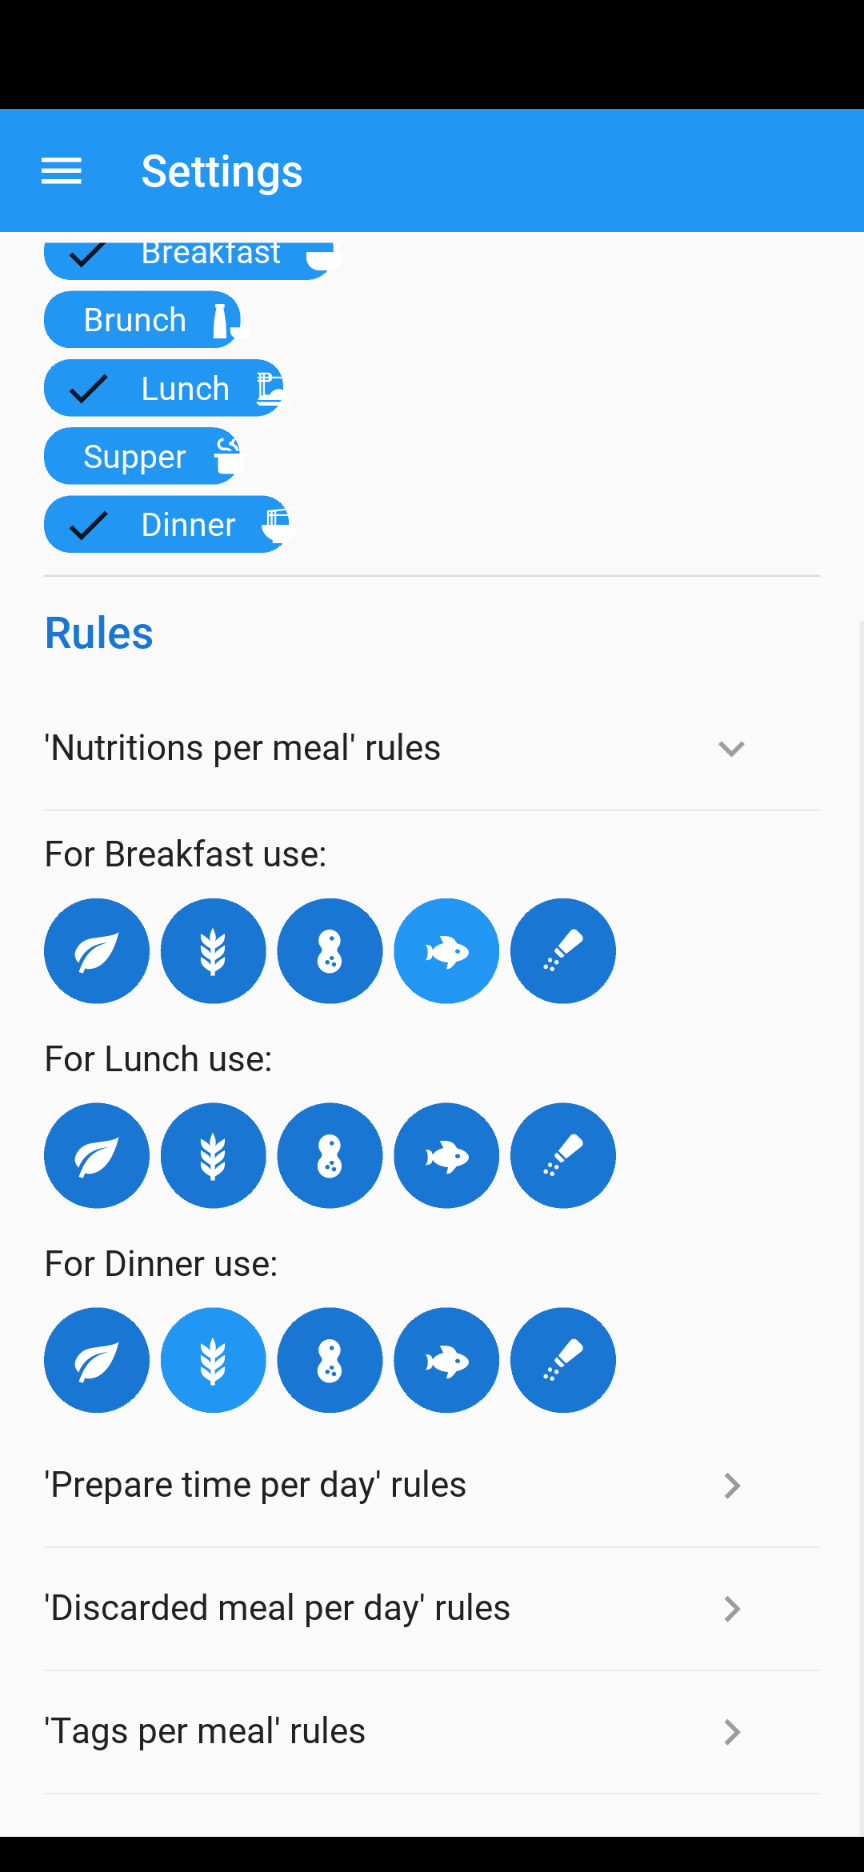 Settings
Breakfast
Brunch
Lunch
Supper
Dinner
Rules
'Nutritions per meal' rules
For Breakfast use:
For Lunch use:
For Dinner use:
'Prepare time per day' rules
'Discarded meal per day' rules
'Tags per meal' rules